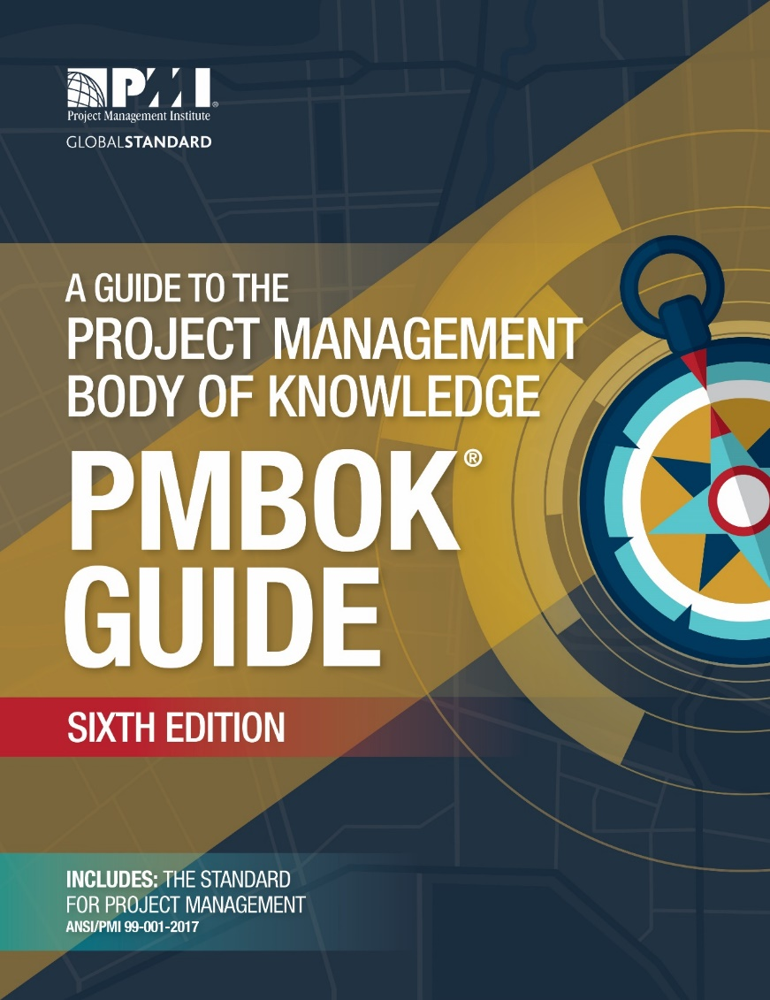 PMI®
Project Management Institute
GLOBALSTANDARD
A GUIDE TO THE
PROJECT MANAGEMENT
BODY OF KNOWLEDGE
PMBOK®
GUIDE
SIXTH EDITION
INCLUDES: THE STANDARD
FOR PROJECT MANAGEMENT
ANSI/PMI 99-001-2017